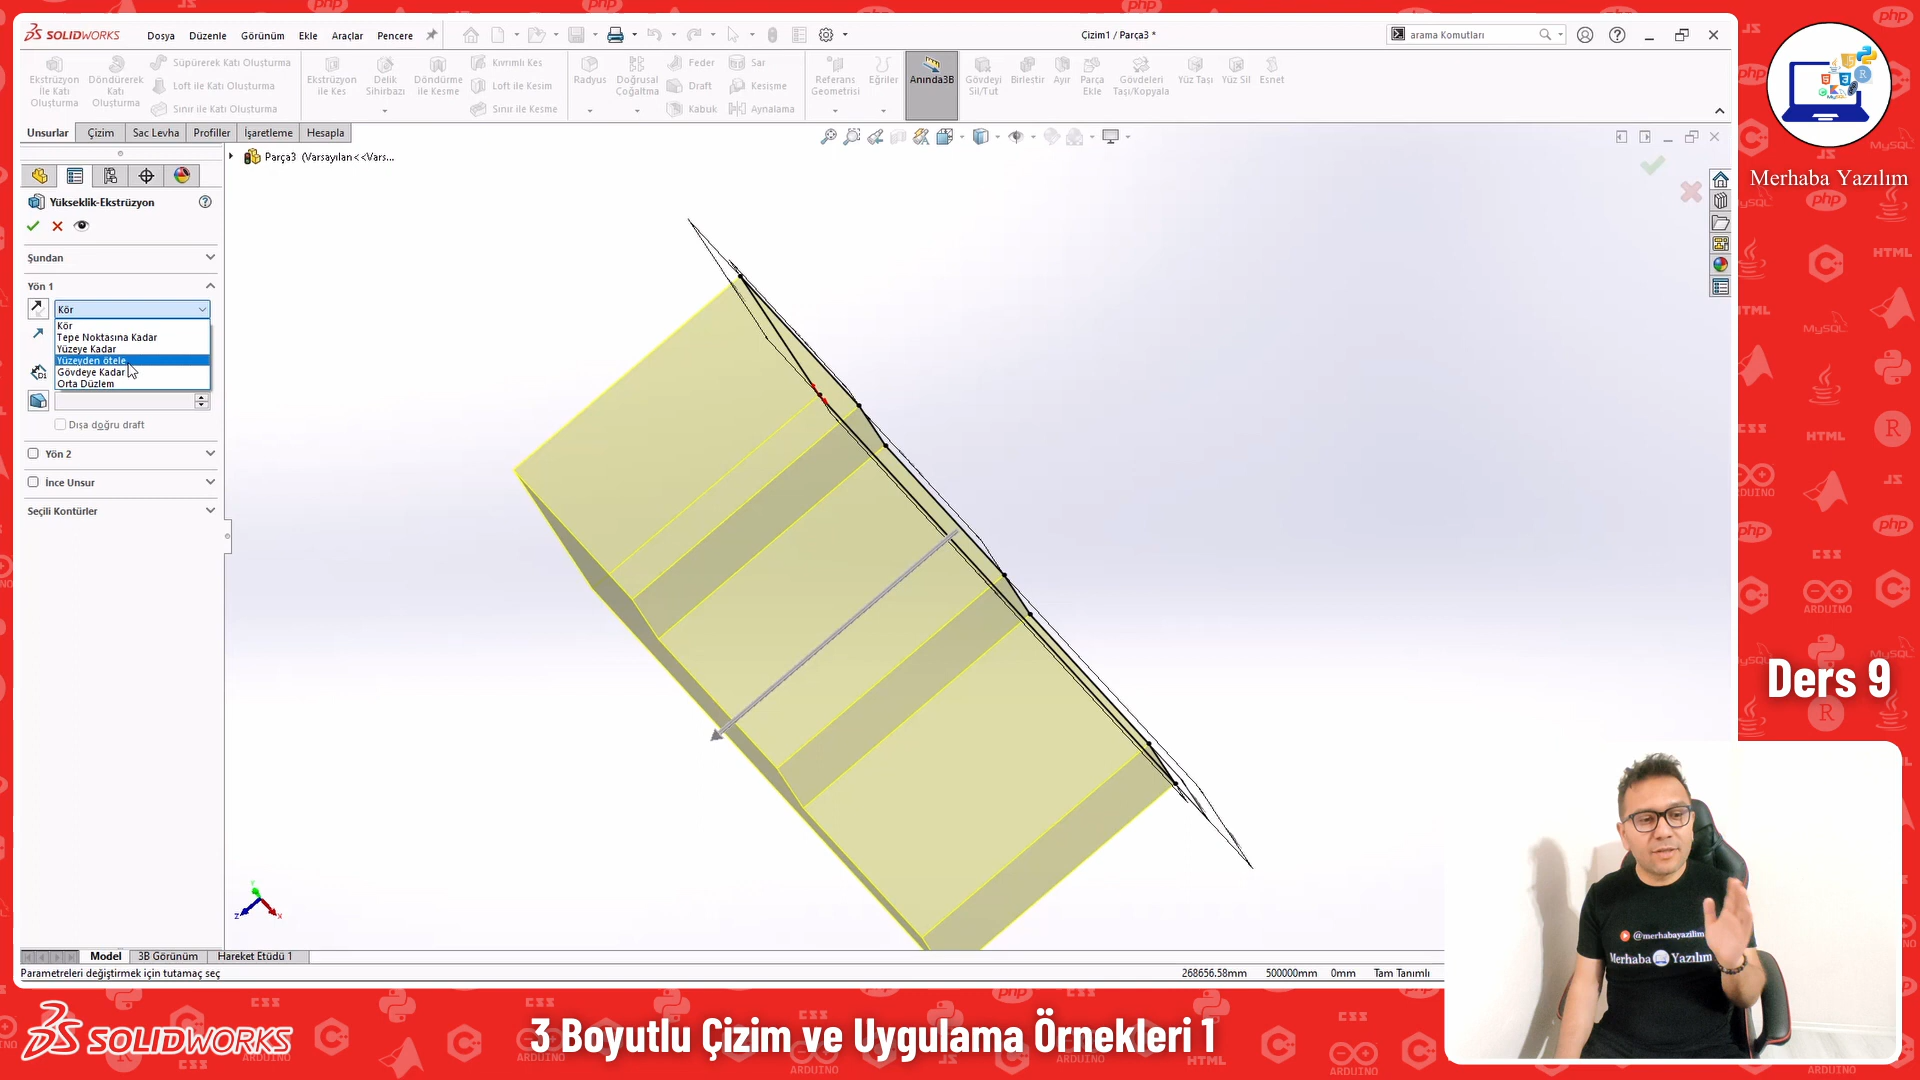 SOLIDWORKS
Dosya Düzenle Görünüm Ekle Araçlar Pencere
Çizim1 / Parça3 *
arama Komutları
Ekstrüzyon ile Katı Oluşturma
Döndürerek Katı Oluşturma
Süpürerek Katı Oluşturma
Loft ile Katı Oluşturma
Sınır ile Katı Oluşturma
Ekstrüzyon ile Kes
Delik Sihirbazı
Döndürme ile Kesme
Kıvrımlı Kes
Loft ile Kesim
Sınır ile Kesme
Radyus
Doğrusal Çoğaltma
Feder
Draft
Kabuk
Sar
Kesişme
Aynalama
Referans Geometrisi
Eğriler
Anında3B
Gövdeyi Sil/Tut
Birleştir
Ayır
Parça Ekle
Gövdeleri Taşı/Kopyala
Yüz Taşı
Yüz Sil
Esnet
Unsurlar Çizim Sac Levha Profiller İşaretleme Hesapla
Parça3 (Varsayılan<<Vars...
Yükseklik-Ekstrüzyon
Şundan
Yön 1
Kör
Kör
Tepe Noktasına Kadar
Yüzeye Kadar
Yüzeyden ötele
Gövdeye Kadar
Orta Düzlem
Dışa doğru draft
Yön 2
İnce Unsur
Seçili Kontürler
Y
Z
X
Model 3B Görünüm Hareket Etüdü 1
Parametreleri değiştirmek için tutamaç seç
268656.58mm 500000mm 0mm Tam Tanımlı
Merhaba Yazılım
Ders 9
@merhabayazilim
Merhaba Yazılım
SOLIDWORKS
3 Boyutlu Çizim ve Uygulama Örnekleri 1